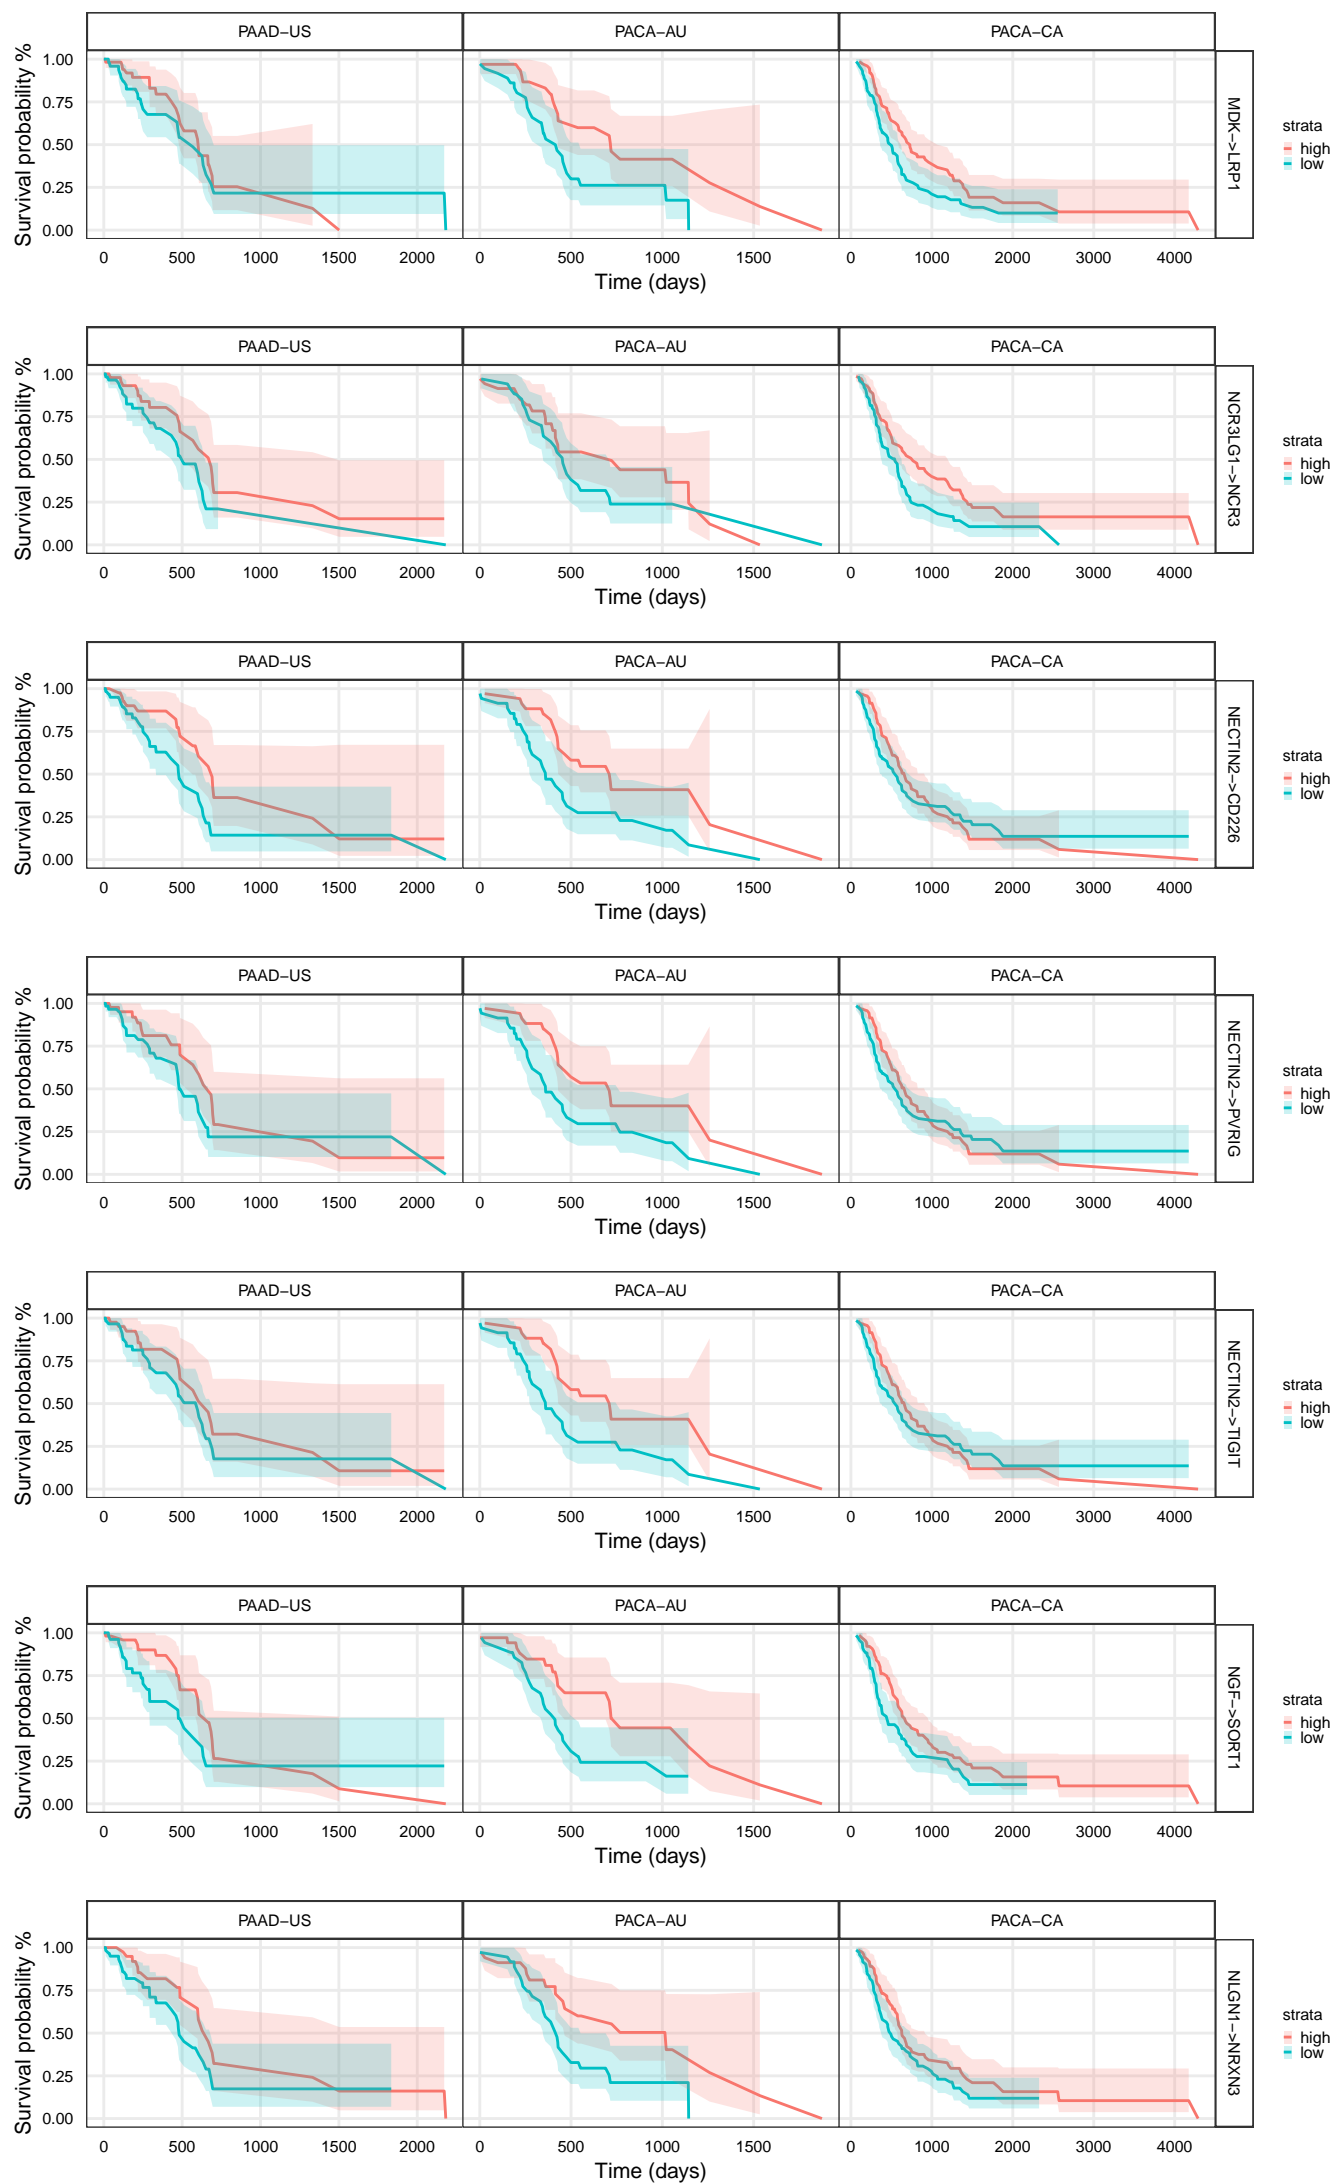 PAAD−US PACA−AU PACA−CA
Survival probability %
1.00
0.75
0.50
0.25
0.00
MDK−>LRP1
strata
high
low
0 500 1000 1500 2000 0 500 1000 1500 0 1000 2000 3000 4000
Time (days)
PAAD−US PACA−AU PACA−CA
Survival probability %
1.00
0.75
0.50
0.25
0.00
NCR3LG1−>NCR3
strata
high
low
0 500 1000 1500 2000 0 500 1000 1500 0 1000 2000 3000 4000
Time (days)
PAAD−US PACA−AU PACA−CA
Survival probability %
1.00
0.75
0.50
0.25
0.00
NECTIN2−>CD226
strata
high
low
0 500 1000 1500 2000 0 500 1000 1500 0 1000 2000 3000 4000
Time (days)
PAAD−US PACA−AU PACA−CA
Survival probability %
1.00
0.75
0.50
0.25
0.00
NECTIN2−>PVRIG
strata
high
low
0 500 1000 1500 2000 0 500 1000 1500 0 1000 2000 3000 4000
Time (days)
PAAD−US PACA−AU PACA−CA
Survival probability %
1.00
0.75
0.50
0.25
0.00
NECTIN2−>TIGIT
strata
high
low
0 500 1000 1500 2000 0 500 1000 1500 0 1000 2000 3000 4000
Time (days)
PAAD−US PACA−AU PACA−CA
Survival probability %
1.00
0.75
0.50
0.25
0.00
NGF−>SORT1
strata
high
low
0 500 1000 1500 2000 0 500 1000 1500 0 1000 2000 3000 4000
Time (days)
PAAD−US PACA−AU PACA−CA
Survival probability %
1.00
0.75
0.50
0.25
0.00
NLGN1−>NRXN3
strata
high
low
0 500 1000 1500 2000 0 500 1000 1500 0 1000 2000 3000 4000
Time (days)